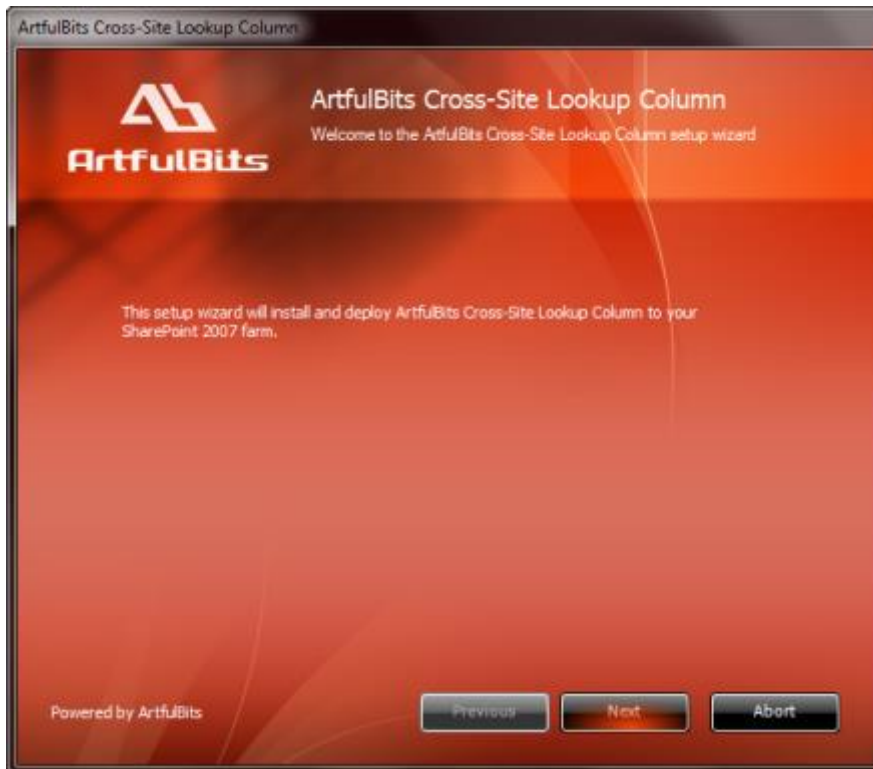 ArtfulBits Cross-Site Lookup Column
ArtfulBits
ArtfulBits Cross-Site Lookup Column
Welcome to the ArtfulBits Cross-Site Lookup Column setup wizard
This setup wizard will install and deploy ArtfulBits Cross-Site Lookup Column to your
SharePoint 2007 farm.
Powered by ArtfulBits
Previous
Next
Abort